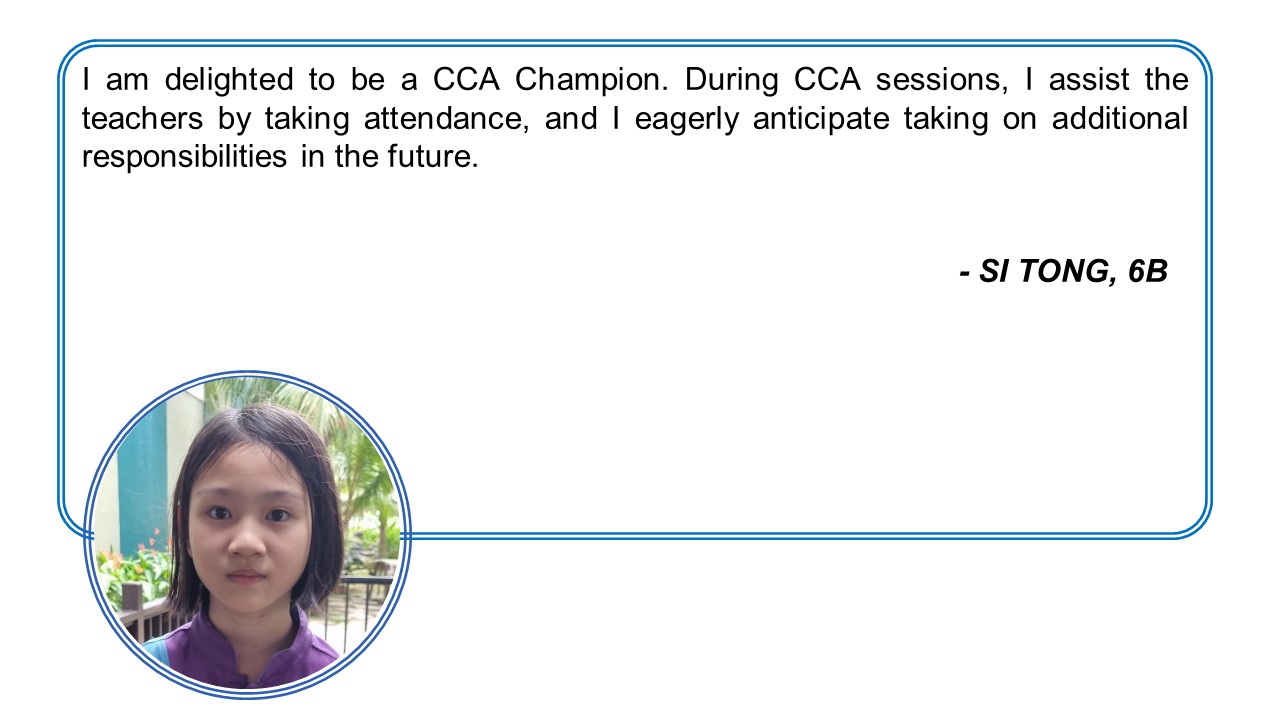 I am delighted to be a CCA Champion. During CCA sessions, I assist the
teachers by taking attendance, and I eagerly anticipate taking on additional
responsibilities in the future.
- SI TONG, 6B